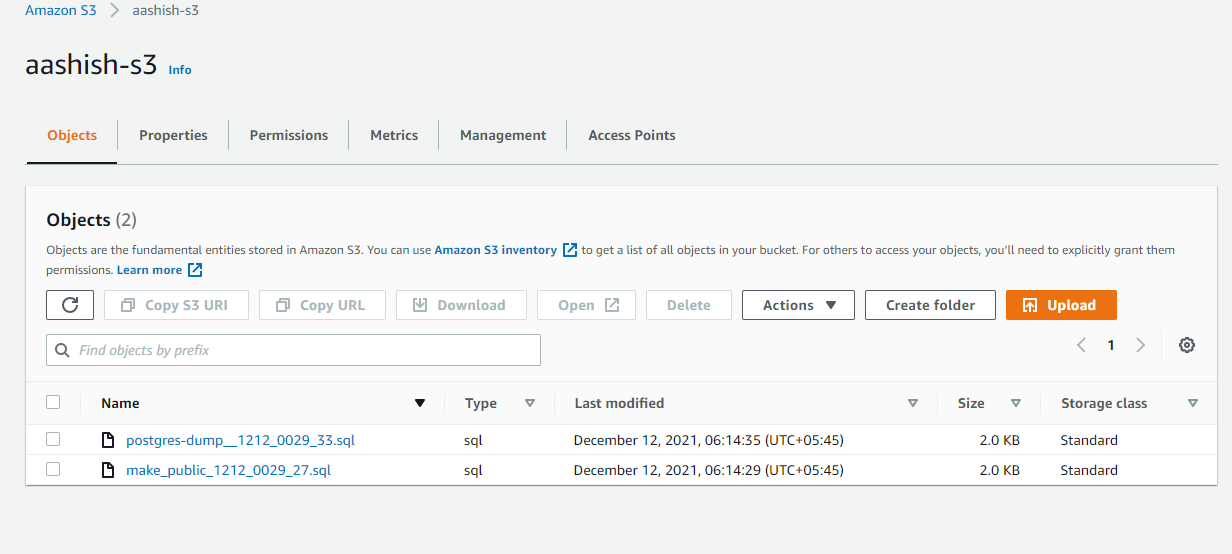 Amazon S3 > aashish-s3
aashish-s3 Info
Objects Properties Permissions Metrics Management Access Points
Objects (2)
Objects are the fundamental entities stored in Amazon S3. You can use Amazon S3 inventory to get a list of all objects in your bucket. For others to access your objects, you'll need to explicitly grant them
permissions. Learn more
Copy S3 URI Copy URL Download Open Delete Actions Create folder Upload
Find objects by prefix 1
Name Type Last modified Size Storage class
postgres-dump__1212_0029_33.sql sql December 12, 2021, 06:14:35 (UTC+05:45) 2.0 KB Standard
make_public_1212_0029_27.sql sql December 12, 2021, 06:14:29 (UTC+05:45) 2.0 KB Standard